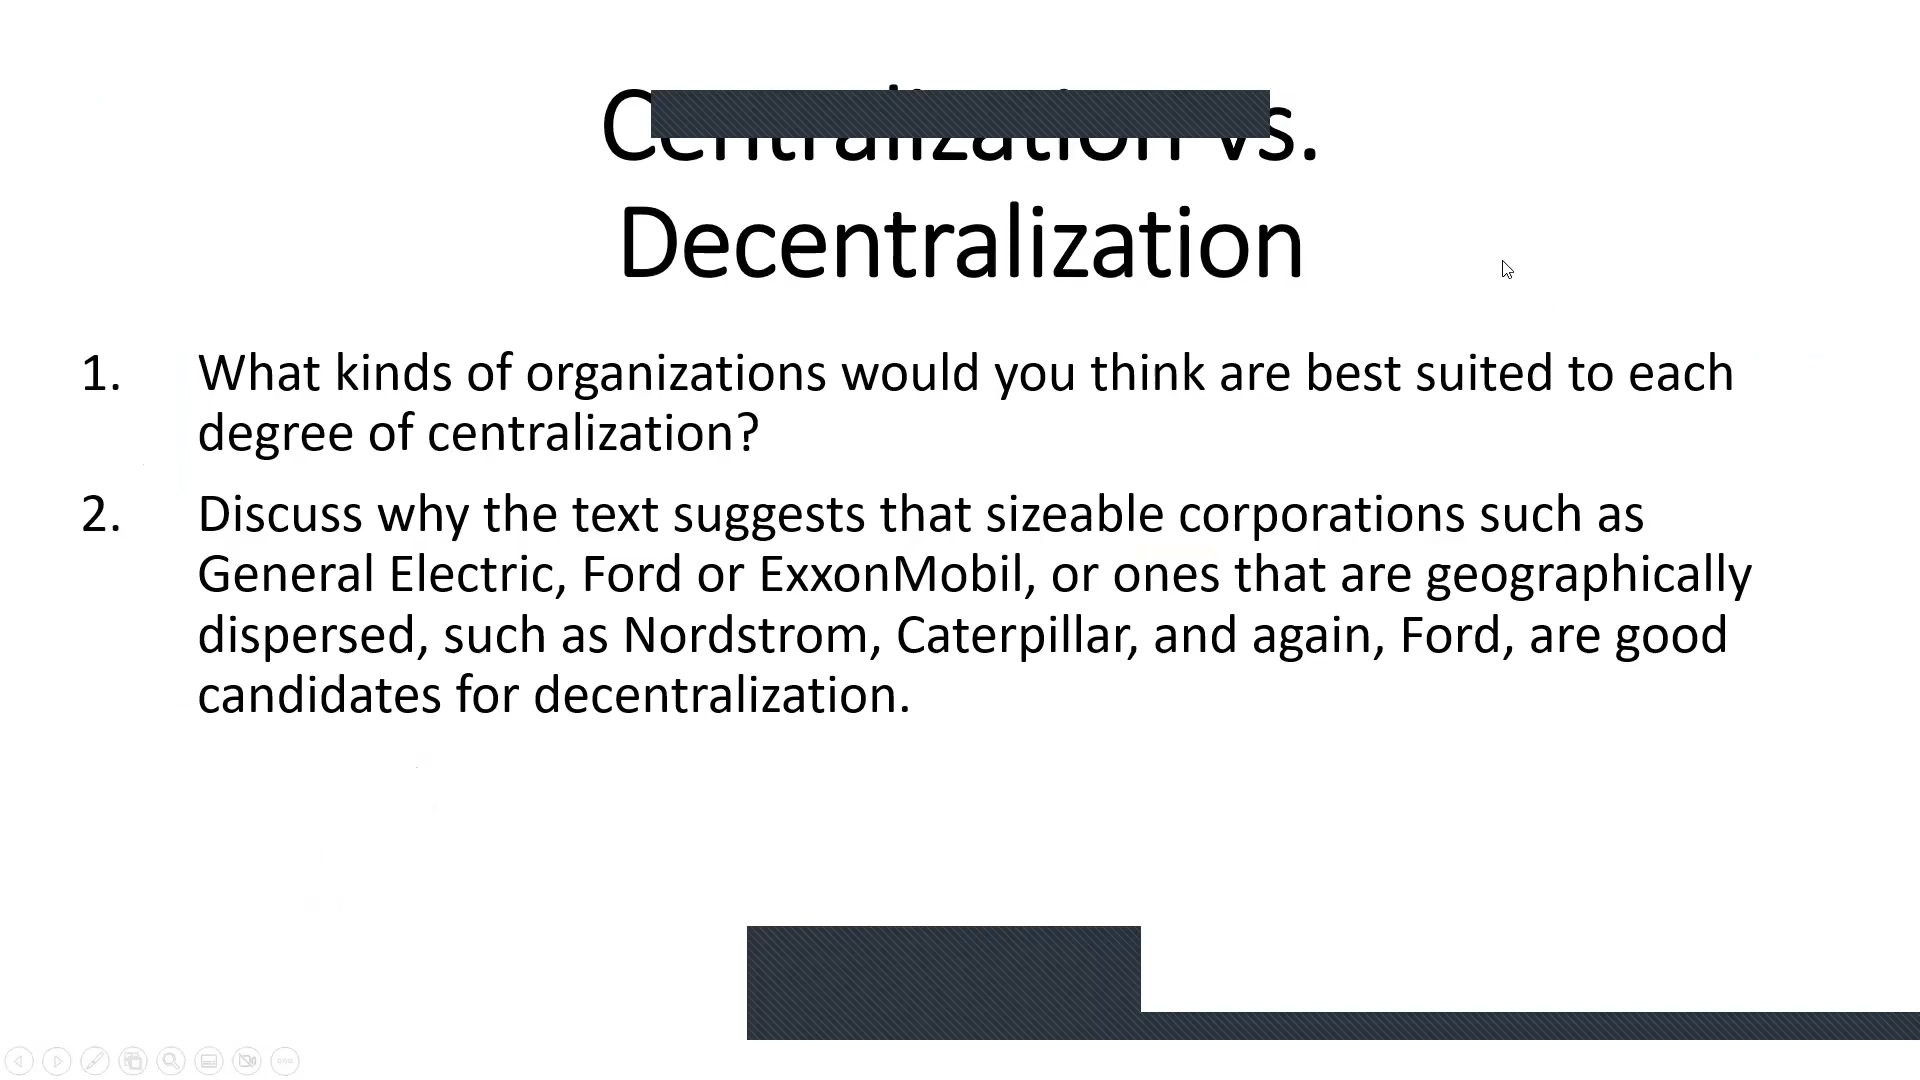 Centralization vs.
Decentralization
1. What kinds of organizations would you think are best suited to each
degree of centralization?
2. Discuss why the text suggests that sizeable corporations such as
General Electric, Ford or ExxonMobil, or ones that are geographically
dispersed, such as Nordstrom, Caterpillar, and again, Ford, are good
candidates for decentralization.